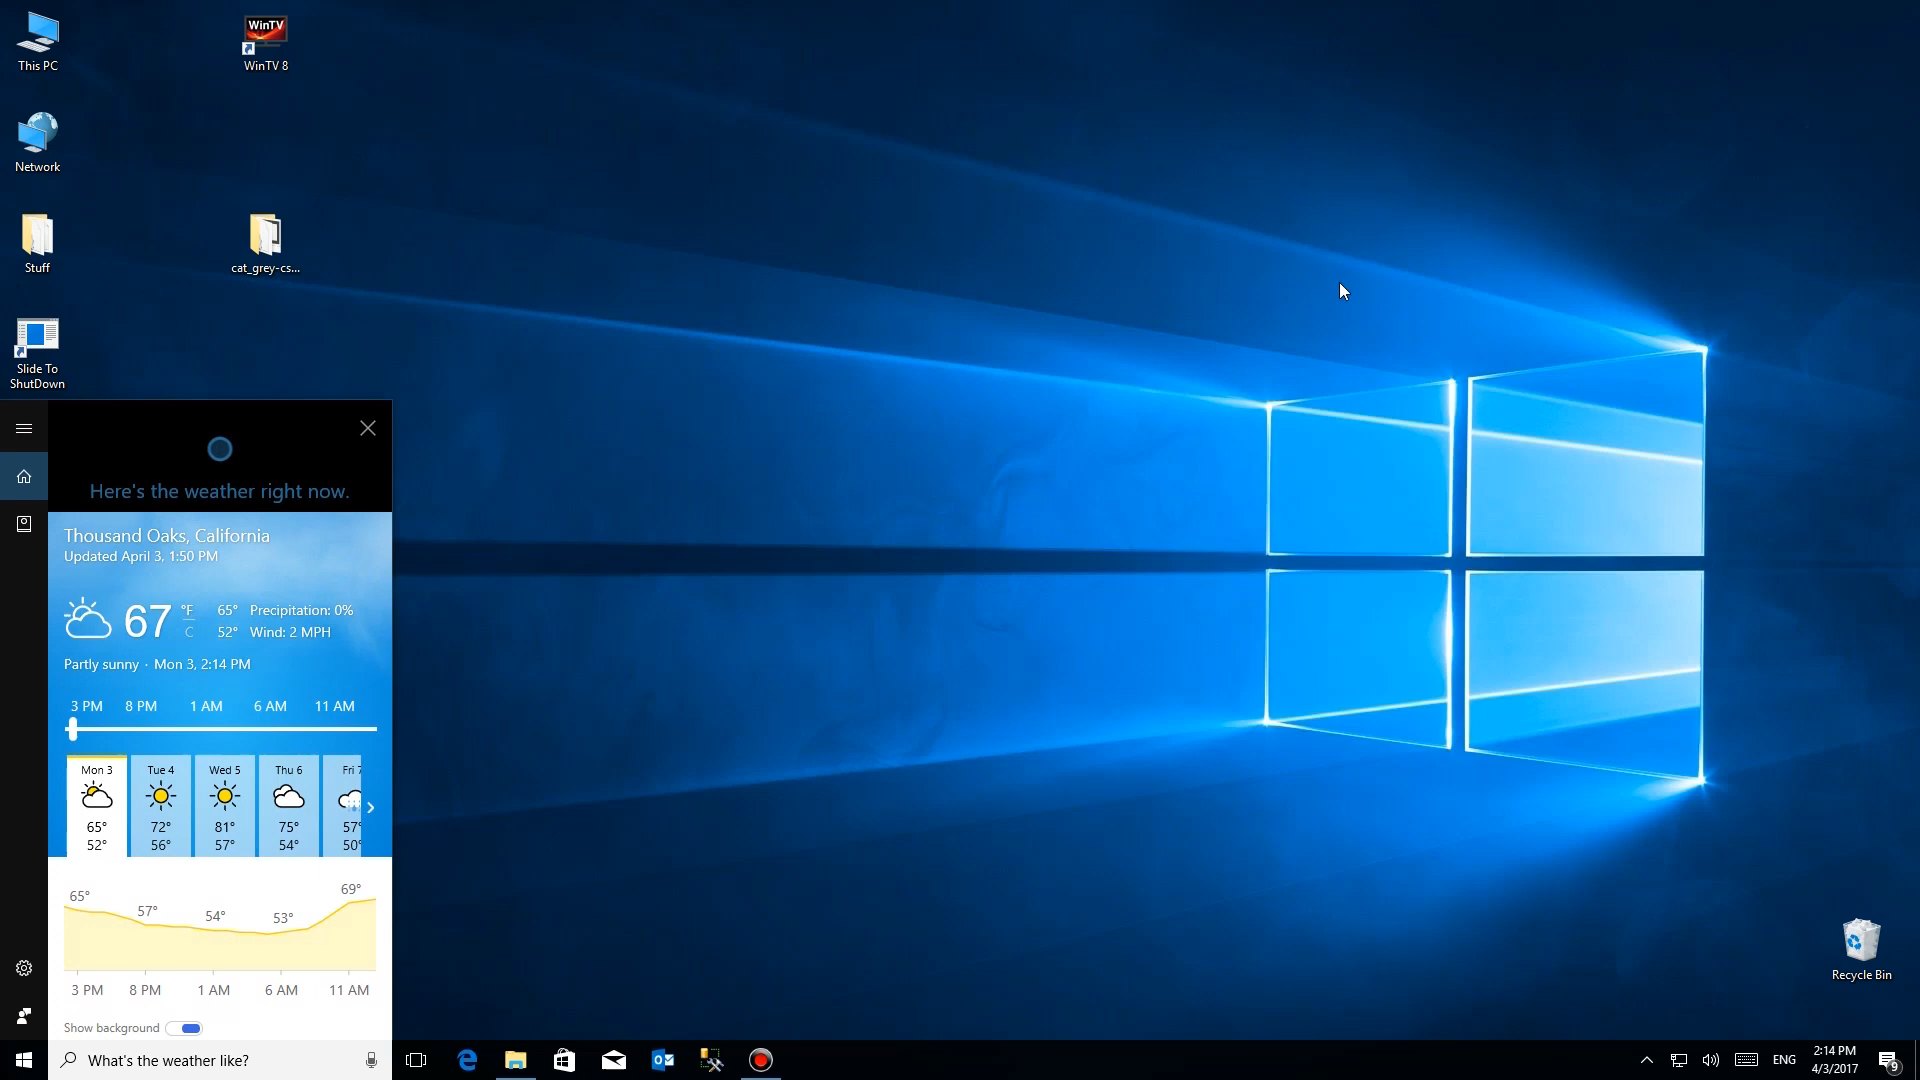 This PC
WinTV
WinTV 8
Network
Stuff
cat_grey-cs...
Slide To
ShutDown
Here's the weather right now.
Thousand Oaks, California
Updated April 3, 1:50 PM
67 °F 65° Precipitation: 0%
C 52° Wind: 2 MPH
Partly sunny · Mon 3, 2:14 PM
3 PM 8 PM 1 AM 6 AM 11 AM
Mon 3 Tue 4 Wed 5 Thu 6 Fri 7
65° 72° 81° 75° 57°
52° 56° 57° 54° 50°
65° 57° 54° 53° 69°
3 PM 8 PM 1 AM 6 AM 11 AM
Show background
What's the weather like?
Recycle Bin
ENG
2:14 PM
4/3/2017
9